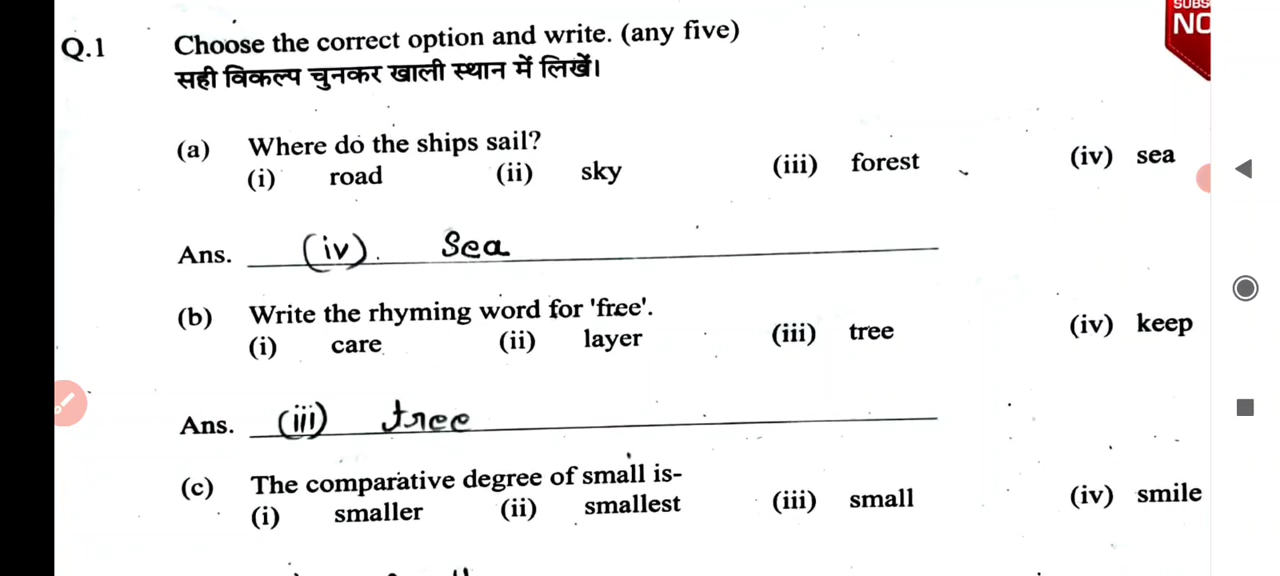 SUBS
NO
Q.1 Choose the correct option and write. (any five)
सही विकल्प चुनकर खाली स्थान में लिखें।
(a) Where do the ships sail?
(i) road (ii) sky (iii) forest (iv) sea
Ans. (iv). Sea
(b) Write the rhyming word for 'free'.
(i) care (ii) layer (iii) tree (iv) keep
Ans. (iii) tree
(c) The comparative degree of small is-
(i) smaller (ii) smallest (iii) small (iv) smile